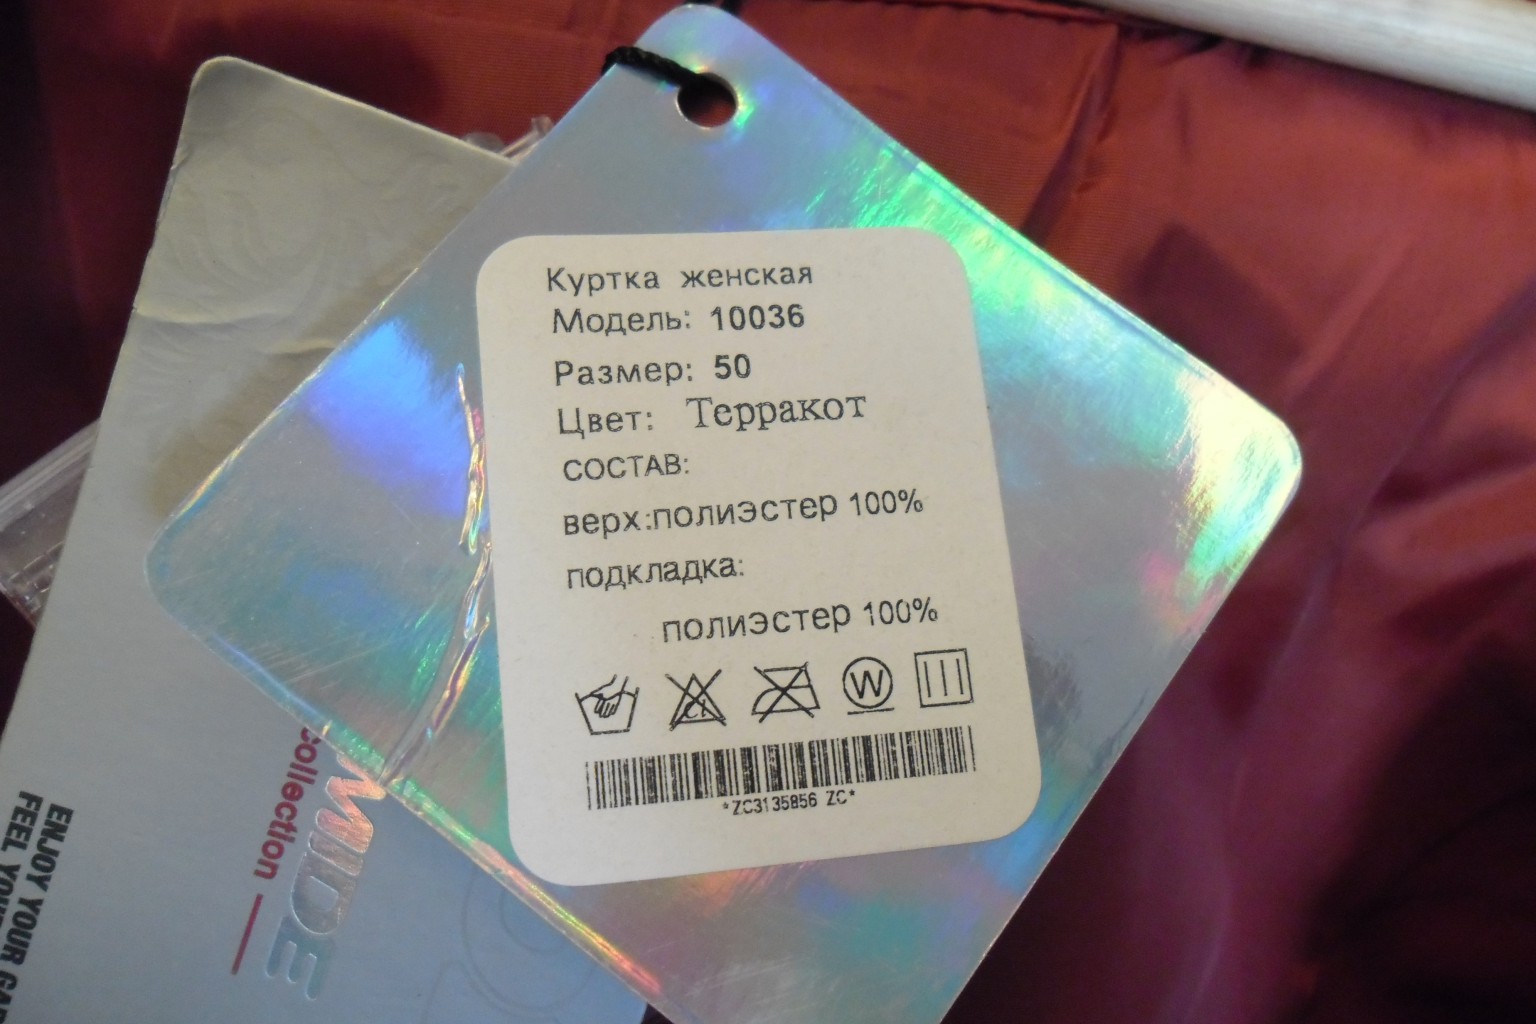 Куртка женская
Модель: 10036
Размер: 50
Цвет: Терракот
СОСТАВ:
верх:полиэстер 100%
подкладка:
полиэстер 100%
Cl
W
*ZC3135856 ZC*
collection
ENJOY YOUR
FEEL